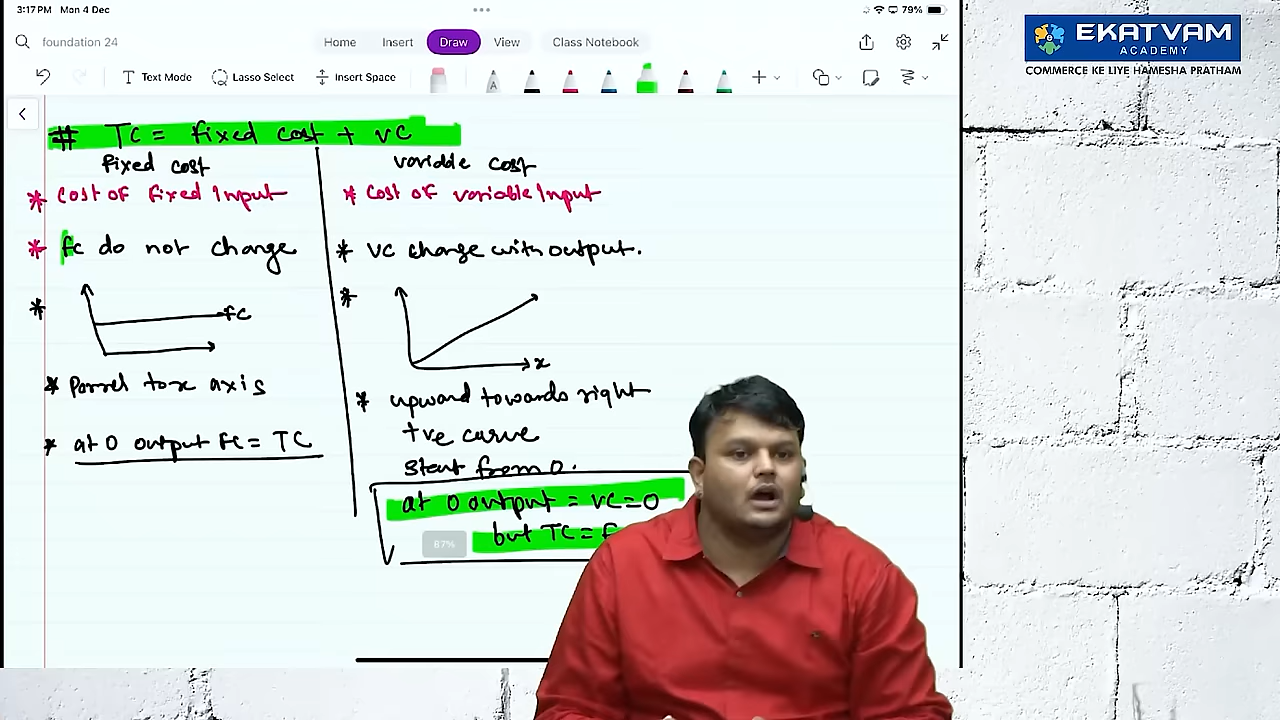 3:17PM Mon 4 Dec
79%
EKATVAM
ACADEMY
COMMERCE KE LIYE HAMESHA PRATHAM
foundation 24
Home Insert Draw View Class Notebook
Text Mode Lasso Select Insert Space
# TC = fixed cost + VC
fixed cost
* Cost of fixed Input
* fc do not change
* fc
* Parrel to x axis
* at 0 output fc = TC
variable cost
* Cost of variable Input
* VC change with output.
* x
* upward towards right
+ve curve
start from 0.
at 0 output = VC = 0
but TC = f
87%